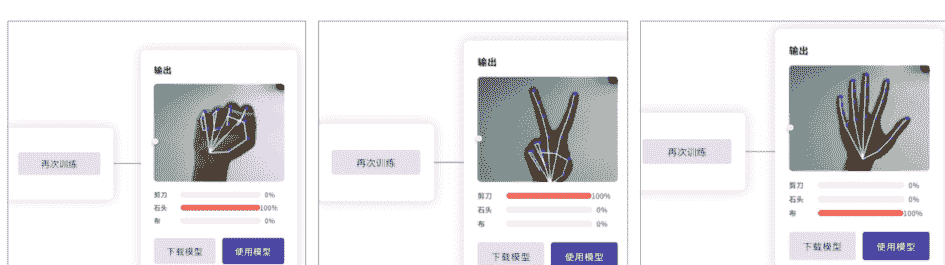 输出
再次训练
剪刀 0%
石头 100%
布 0%
下载模型 使用模型
输出
再次训练
剪刀 100%
石头 0%
布 0%
下载模型 使用模型
输出
再次训练
剪刀 0%
石头 0%
布 100%
下载模型 使用模型